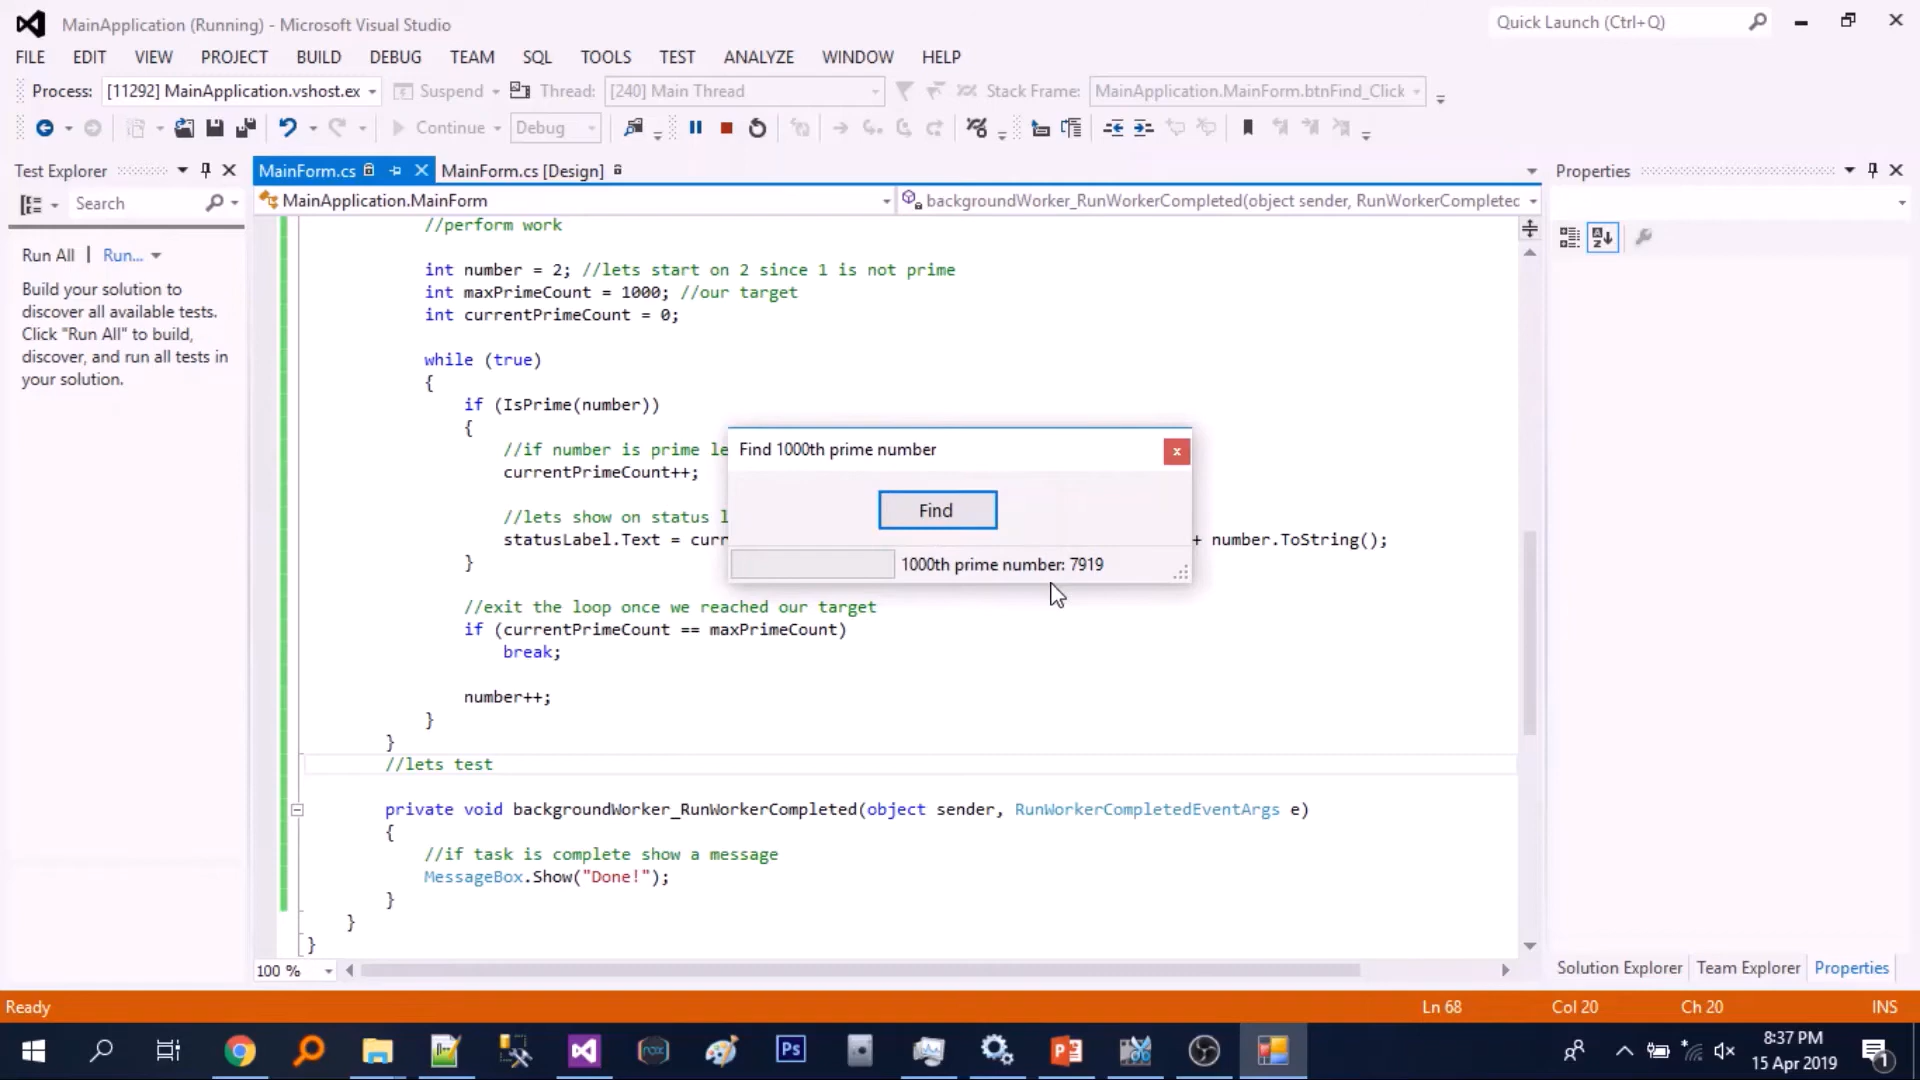 MainApplication (Running) - Microsoft Visual Studio
Quick Launch (Ctrl+Q)
FILE EDIT VIEW PROJECT BUILD DEBUG TEAM SQL TOOLS TEST ANALYZE WINDOW HELP
Process: [11292] MainApplication.vshost.ex Suspend Thread: [240] Main Thread Stack Frame: MainApplication.MainForm.btnFind_Click
Continue Debug
Test Explorer
MainForm.cs
MainForm.cs [Design]
Properties
Search
MainApplication.MainForm
backgroundWorker_RunWorkerCompleted(object sender, RunWorkerCompleted
Run All | Run...
Build your solution to
discover all available tests.
Click "Run All" to build,
discover, and run all tests in
your solution.
//perform work
int number = 2; //lets start on 2 since 1 is not prime
int maxPrimeCount = 1000; //our target
int currentPrimeCount = 0;
while (true)
{
if (IsPrime(number))
{
//if number is prime le
currentPrimeCount++;
//lets show on status l
statusLabel.Text = curr + number.ToString();
}
//exit the loop once we reached our target
if (currentPrimeCount == maxPrimeCount)
break;
number++;
}
}
//lets test
private void backgroundWorker_RunWorkerCompleted(object sender, RunWorkerCompletedEventArgs e)
{
//if task is complete show a message
MessageBox.Show("Done!");
}
}
}
Find 1000th prime number
x
Find
1000th prime number: 7919
100 %
Solution Explorer Team Explorer Properties
Ready
Ln 68 Col 20 Ch 20 INS
nox
Ps
8:37 PM
15 Apr 2019
1